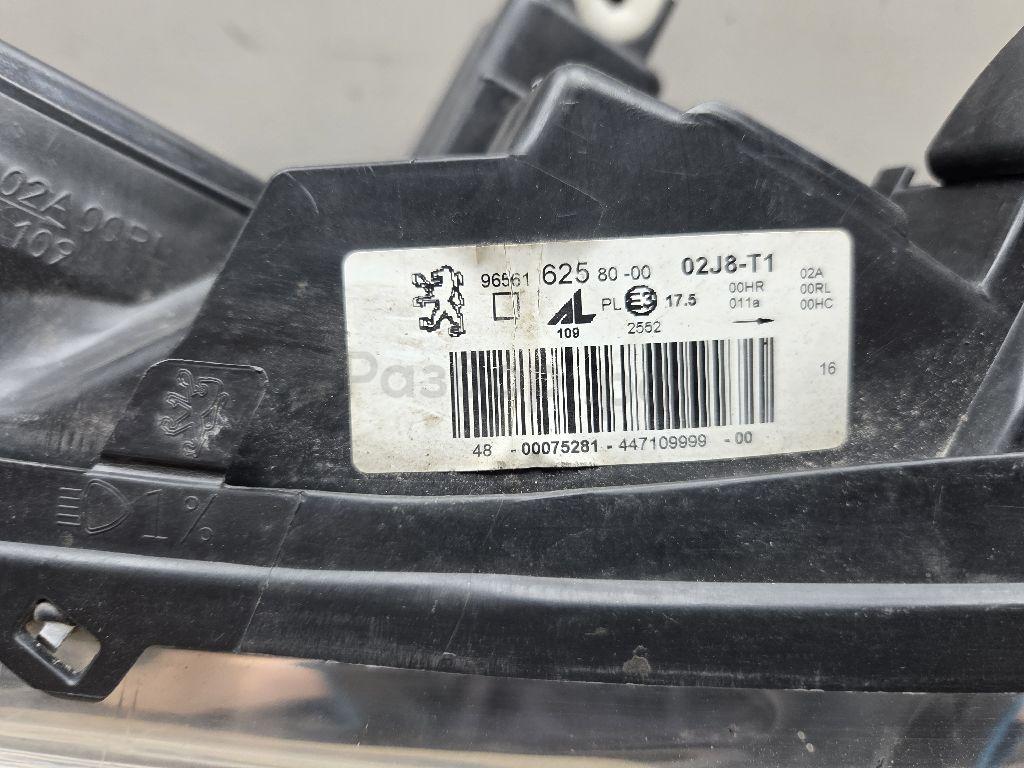 02A 00RL
109
96561 625 80-00 02J8-T1
AL PL E3 17.5 00HR 011a
02A 00RL 00HC
109 2552
16
48 - 00075281 - 447109999 - 00
1%